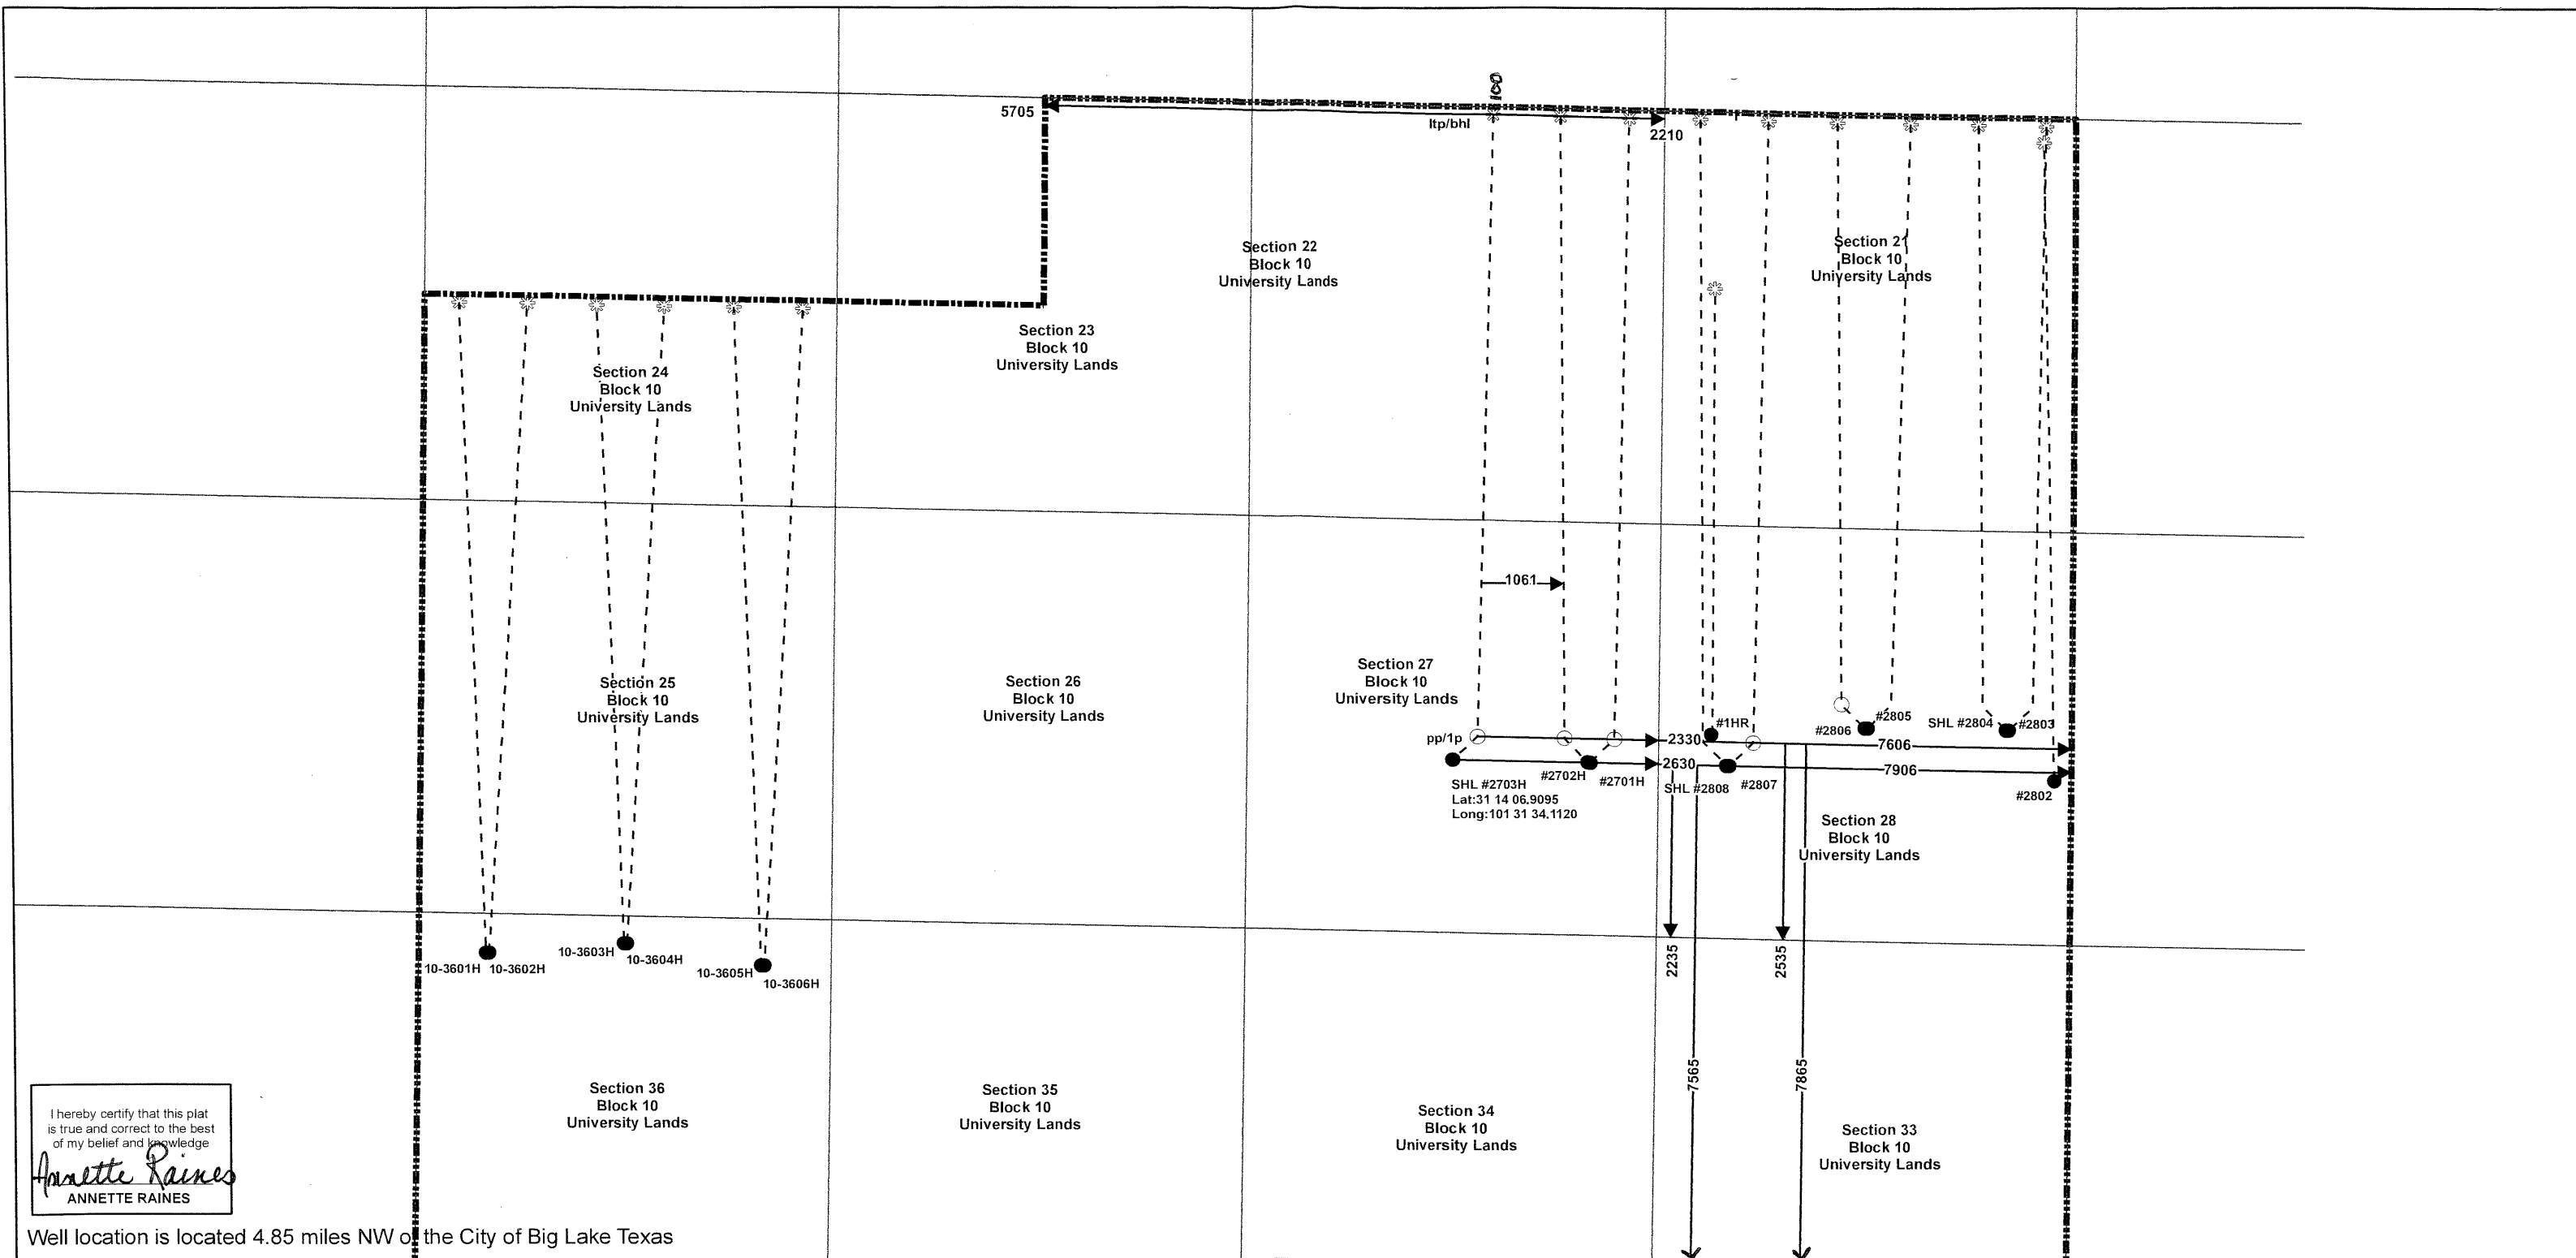 100
5705
ltp/bhl
2210
Section 22
Block 10
University Lands
Section 21
Block 10
University Lands
Section 23
Block 10
University Lands
Section 24
Block 10
University Lands
1061
Section 27
Block 10
University Lands
Section 26
Block 10
University Lands
Section 25
Block 10
University Lands
pp/1p
2330
#1HR
#2806
#2805
SHL #2804
#2803
7606
2630
7906
#2702H
#2701H
SHL #2703H
Lat:31 14 06.9095
Long:101 31 34.1120
SHL #2808
#2807
#2802
Section 28
Block 10
University Lands
10-3601H
10-3602H
10-3603H
10-3604H
10-3605H
10-3606H
2235
2535
7565
7865
Section 36
Block 10
University Lands
Section 35
Block 10
University Lands
Section 34
Block 10
University Lands
Section 33
Block 10
University Lands
I hereby certify that this plat
is true and correct to the best
of my belief and knowledge
Annette Raines
ANNETTE RAINES
Well location is located 4.85 miles NW of the City of Big Lake Texas